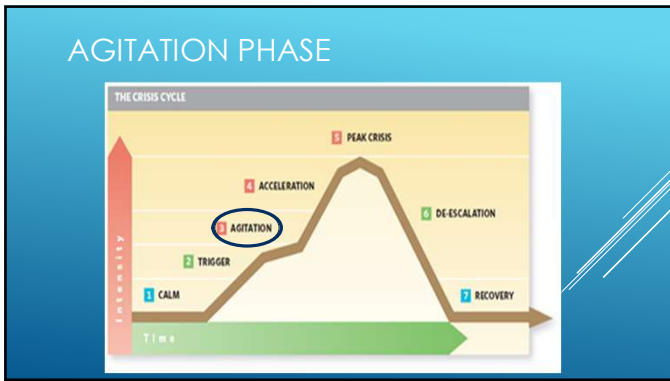 AGITATION PHASE
THE CRISIS CYCLE
5 PEAK CRISIS
4 ACCELERATION
3 AGITATION
6 DE-ESCALATION
2 TRIGGER
1 CALM
7 RECOVERY
Intensity
Time